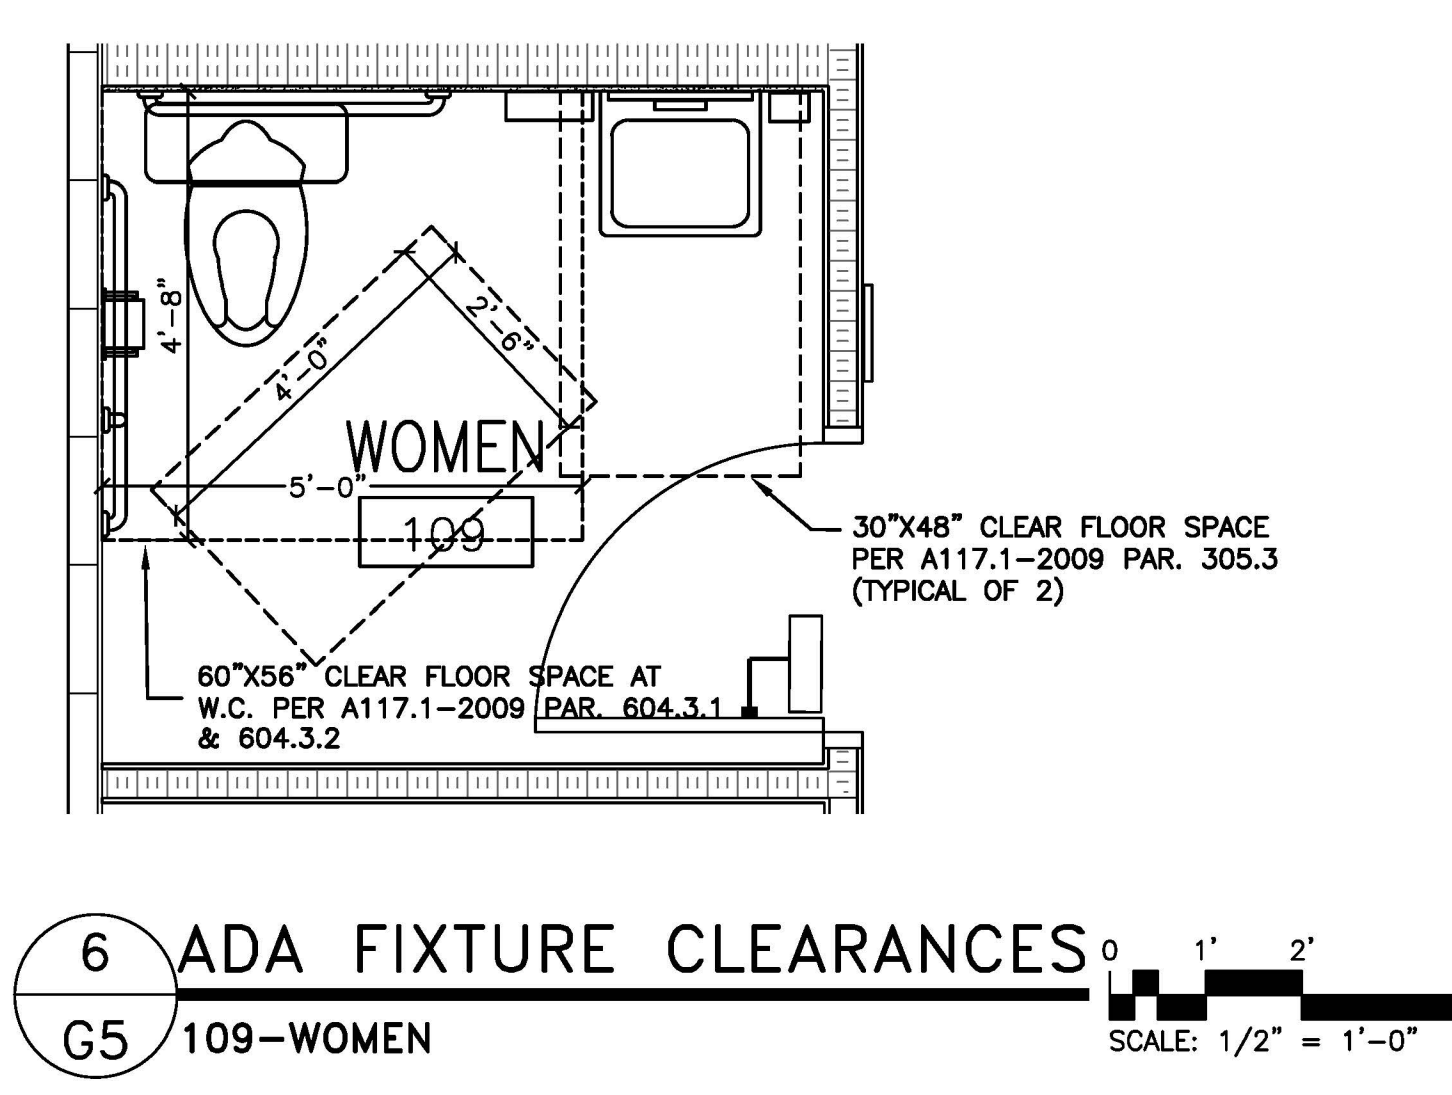 4'-8"
4'-0"
2'-6"
WOMEN
5'-0"
109
30"X48" CLEAR FLOOR SPACE
PER A117.1-2009 PAR. 305.3
(TYPICAL OF 2)
60"X56" CLEAR FLOOR SPACE AT
W.C. PER A117.1-2009 PAR. 604.3.1
& 604.3.2
6
G5
ADA FIXTURE CLEARANCES
109-WOMEN
0 1' 2'
SCALE: 1/2" = 1'-0"